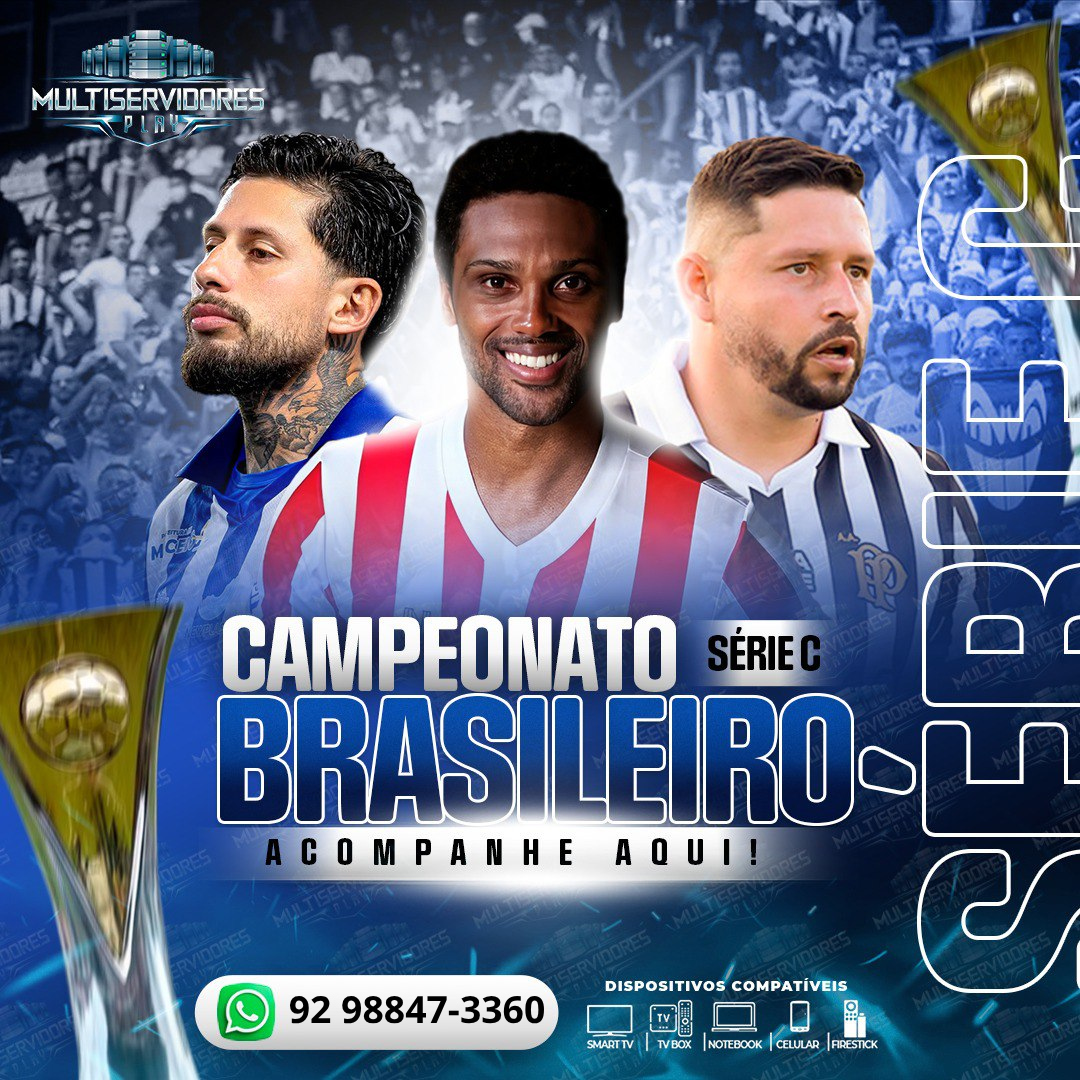 MULTISERVIDORES
PLAY
A.A.
PP
CAMPEONATO
SÉRIE C
BRASILEIRO
ACOMPANHE AQUI!
SÉRIE C
92 98847-3360
DISPOSITIVOS COMPATÍVEIS
TV
SMART TV | TV BOX | NOTEBOOK | CELULAR | FIRESTICK